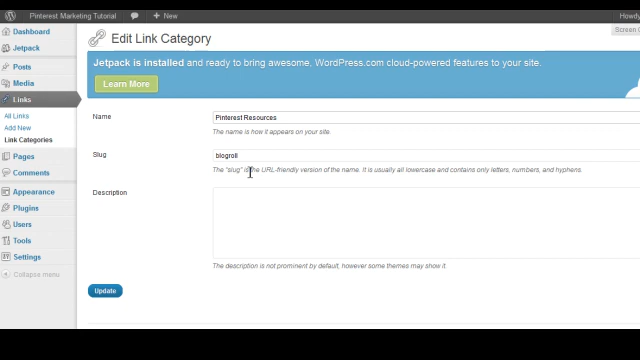 Pinterest Marketing Tutorial
+ New
Howdy
Screen
Dashboard
Jetpack
Posts
Media
Links
All Links
Add New
Link Categories
Pages
Comments
Appearance
Plugins
Users
Tools
Settings
Collapse menu
Edit Link Category
Jetpack is installed and ready to bring awesome, WordPress.com cloud-powered features to your site.
Learn More
Name
Pinterest Resources
The name is how it appears on your site.
Slug
blogroll
The "slug" is the URL-friendly version of the name. It is usually all lowercase and contains only letters, numbers, and hyphens.
Description
The description is not prominent by default, however some themes may show it.
Update